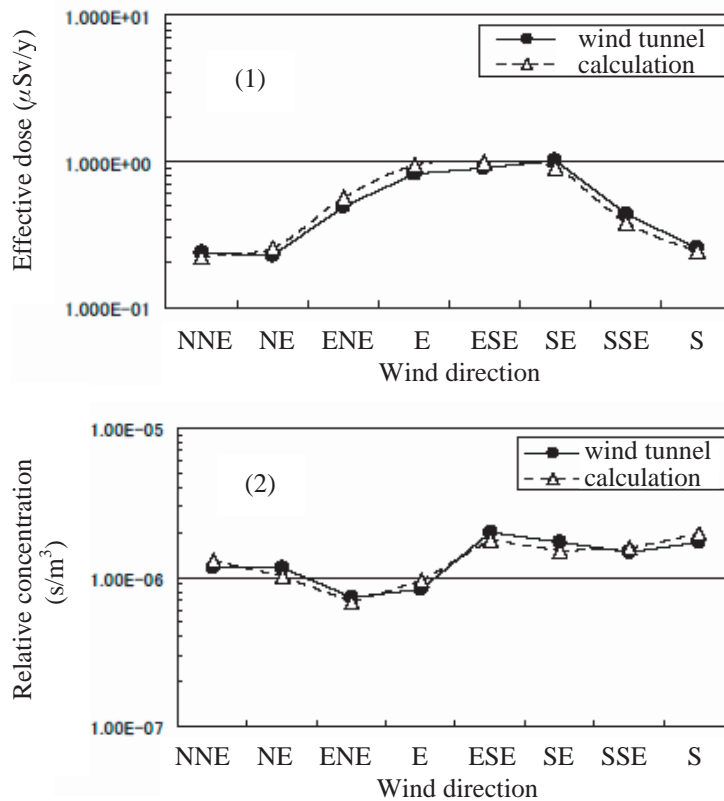 Effective dose (μSv/y)
1.000E+01
1.000E+00
1.000E-01
(1)
wind tunnel
calculation
NNE NE ENE E ESE SE SSE S
Wind direction
Relative concentration
(s/m³)
1.00E-05
1.00E-06
1.00E-07
(2)
wind tunnel
calculation
NNE NE ENE E ESE SE SSE S
Wind direction